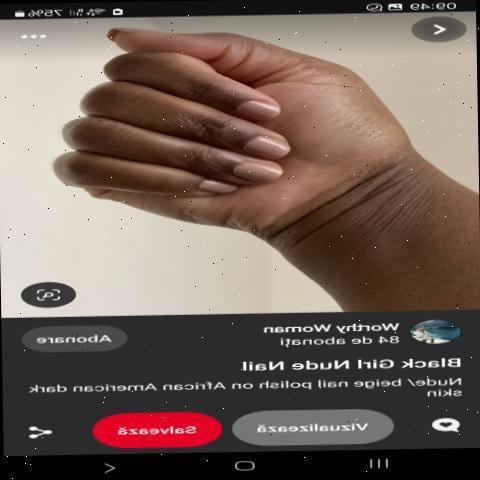 09:49
75%
Worthy Woman
84 de abonați
Abonare
Black Girl Nude Nail
Nude/ beige nail polish on African American dark
skin
Vizualizează
Salvează